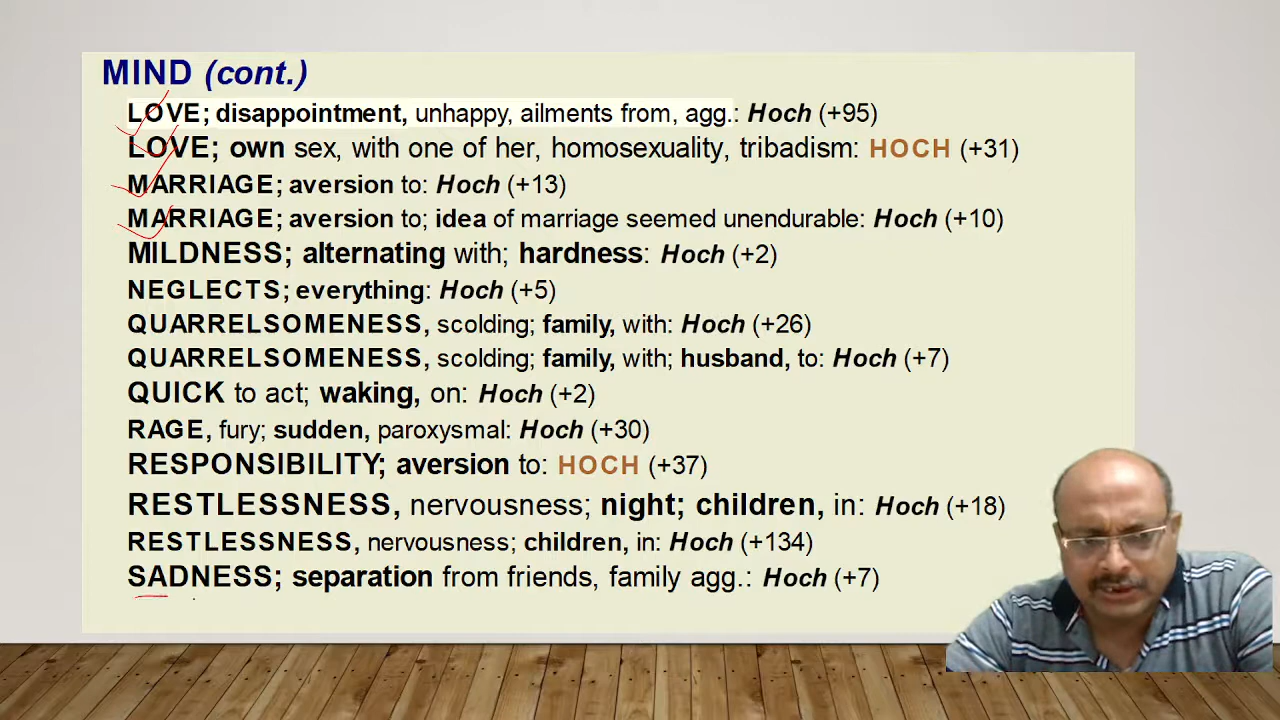 MIND (cont.)
LOVE; disappointment, unhappy, ailments from, agg.: Hoch (+95)
LOVE; own sex, with one of her, homosexuality, tribadism: HOCH (+31)
MARRIAGE; aversion to: Hoch (+13)
MARRIAGE; aversion to; idea of marriage seemed unendurable: Hoch (+10)
MILDNESS; alternating with; hardness: Hoch (+2)
NEGLECTS; everything: Hoch (+5)
QUARRELSOMENESS, scolding; family, with: Hoch (+26)
QUARRELSOMENESS, scolding; family, with; husband, to: Hoch (+7)
QUICK to act; waking, on: Hoch (+2)
RAGE, fury; sudden, paroxysmal: Hoch (+30)
RESPONSIBILITY; aversion to: HOCH (+37)
RESTLESSNESS, nervousness; night; children, in: Hoch (+18)
RESTLESSNESS, nervousness; children, in: Hoch (+134)
SADNESS; separation from friends, family agg.: Hoch (+7)